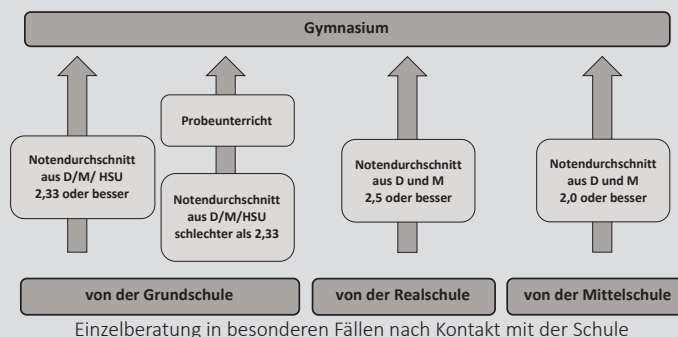 Gymnasium
Notendurchschnitt
aus D/M/ HSU
2,33 oder besser
Probeunterricht
Notendurchschnitt
aus D/M/HSU
schlechter als 2,33
Notendurchschnitt
aus D und M
2,5 oder besser
Notendurchschnitt
aus D und M
2,0 oder besser
von der Grundschule
von der Realschule
von der Mittelschule
Einzelberatung in besonderen Fällen nach Kontakt mit der Schule